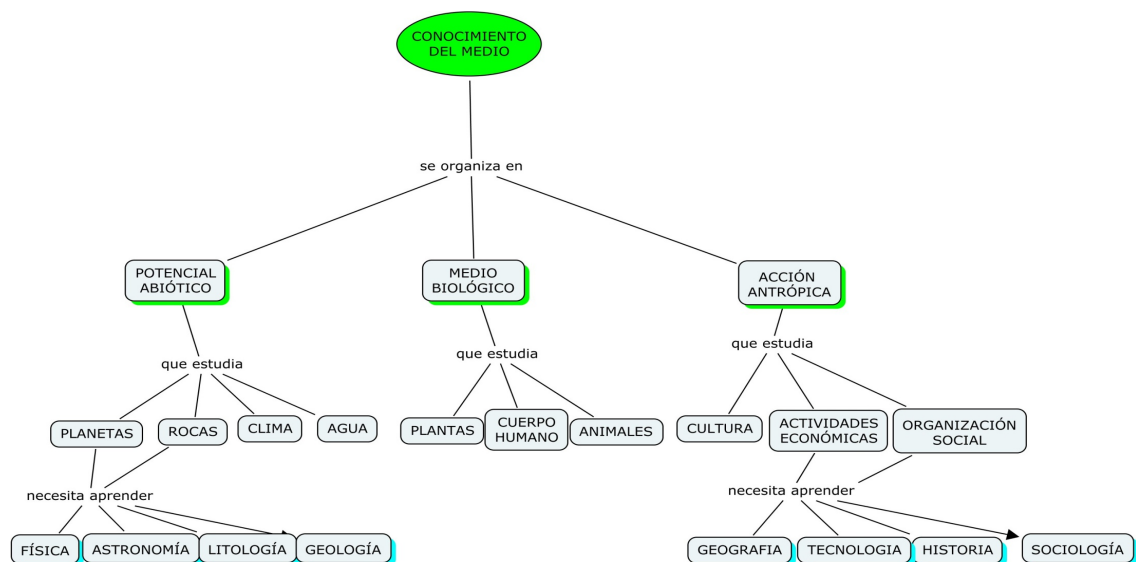 CONOCIMIENTO
DEL MEDIO
se organiza en
POTENCIAL
ABIÓTICO
MEDIO
BIOLÓGICO
ACCIÓN
ANTRÓPICA
que estudia
que estudia
que estudia
PLANETAS
ROCAS
CLIMA
AGUA
PLANTAS
CUERPO
HUMANO
ANIMALES
CULTURA
ACTIVIDADES
ECONÓMICAS
ORGANIZACIÓN
SOCIAL
necesita aprender
necesita aprender
FÍSICA
ASTRONOMÍA
LITOLOGÍA
GEOLOGÍA
GEOGRAFIA
TECNOLOGIA
HISTORIA
SOCIOLOGÍA